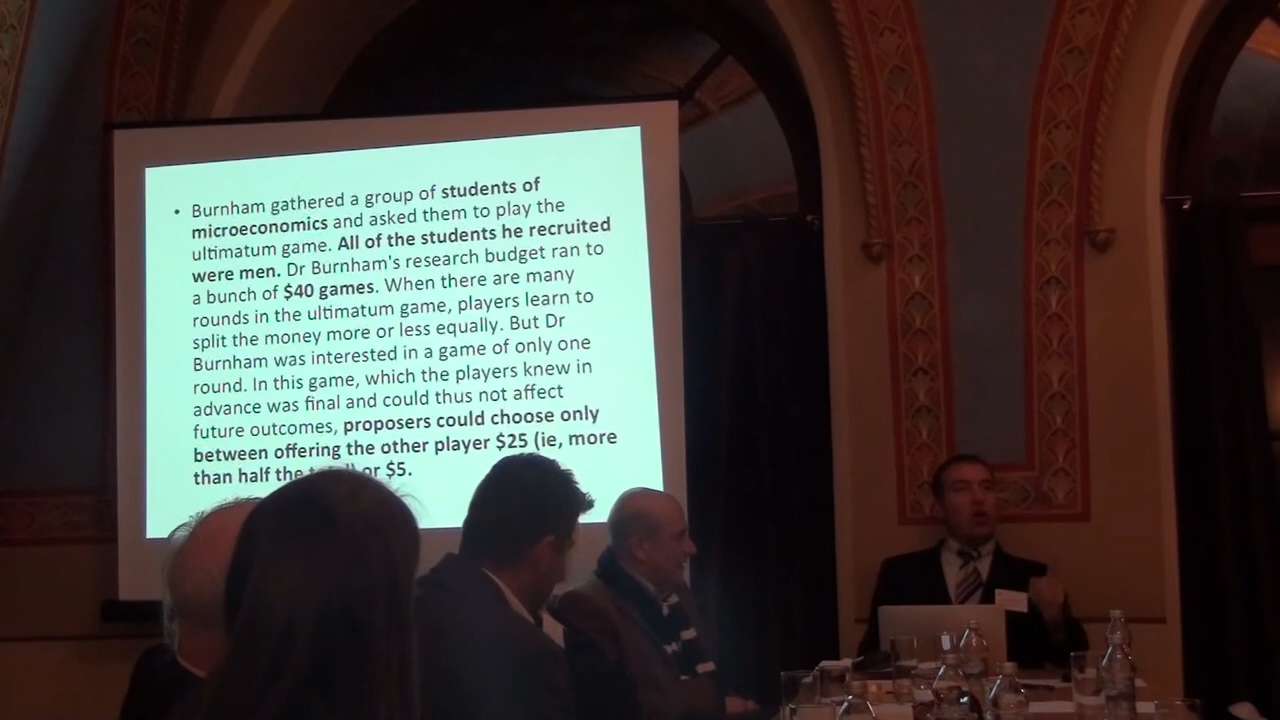 • Burnham gathered a group of students of
microeconomics and asked them to play the
ultimatum game. All of the students he recruited
were men. Dr Burnham's research budget ran to
a bunch of $40 games. When there are many
rounds in the ultimatum game, players learn to
split the money more or less equally. But Dr
Burnham was interested in a game of only one
round. In this game, which the players knew in
advance was final and could thus not affect
future outcomes, proposers could choose only
between offering the other player $25 (ie, more
than half the or $5.